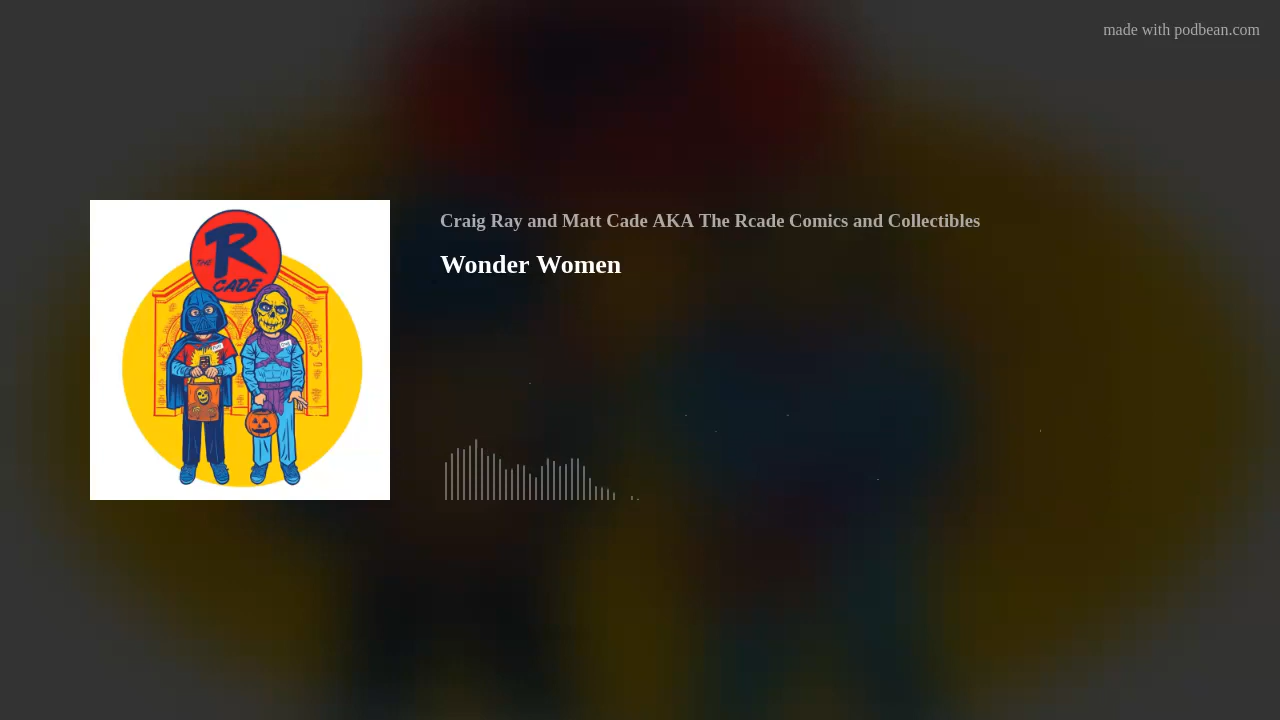 made with podbean.com
Craig Ray and Matt Cade AKA The Rcade Comics and Collectibles
Wonder Women
THE
R
CADE